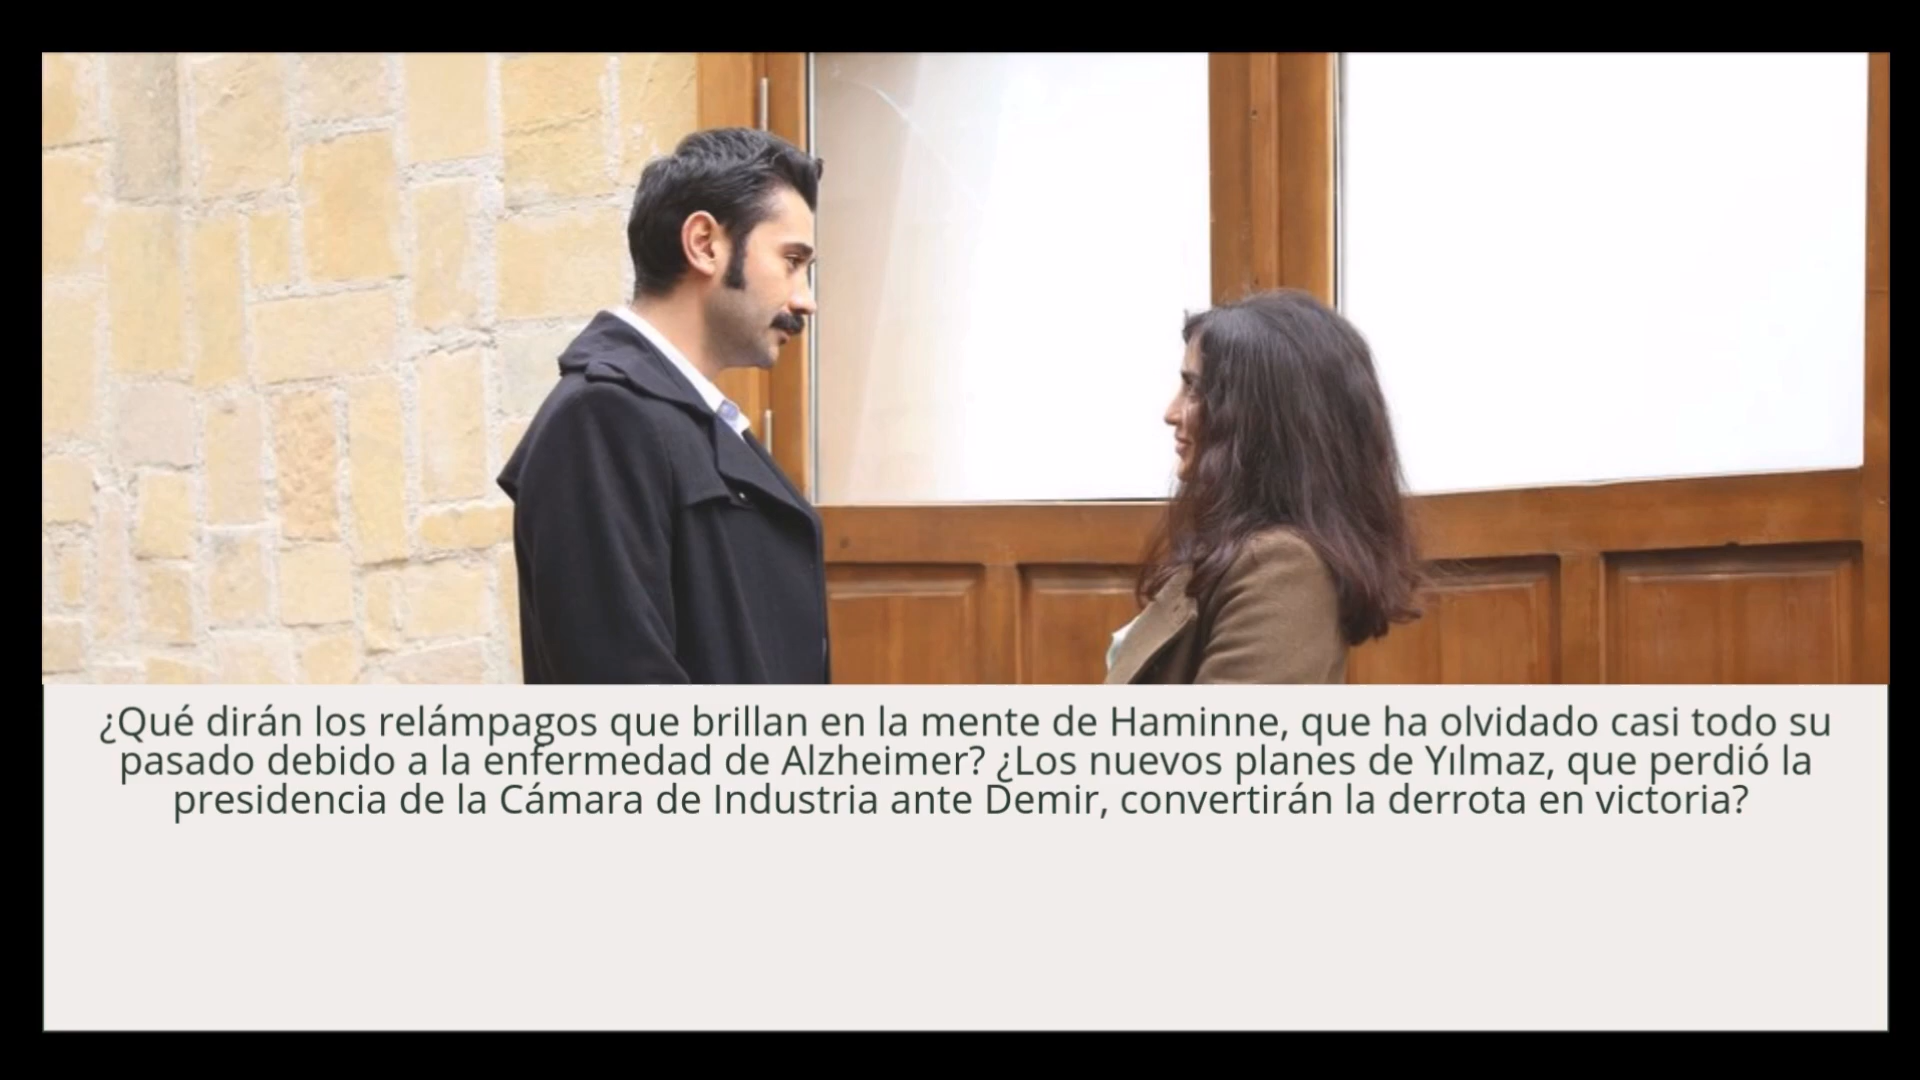 ¿Qué dirán los relámpagos que brillan en la mente de Haminne, que ha olvidado casi todo su
pasado debido a la enfermedad de Alzheimer? ¿Los nuevos planes de Yılmaz, que perdió la
presidencia de la Cámara de Industria ante Demir, convertirán la derrota en victoria?